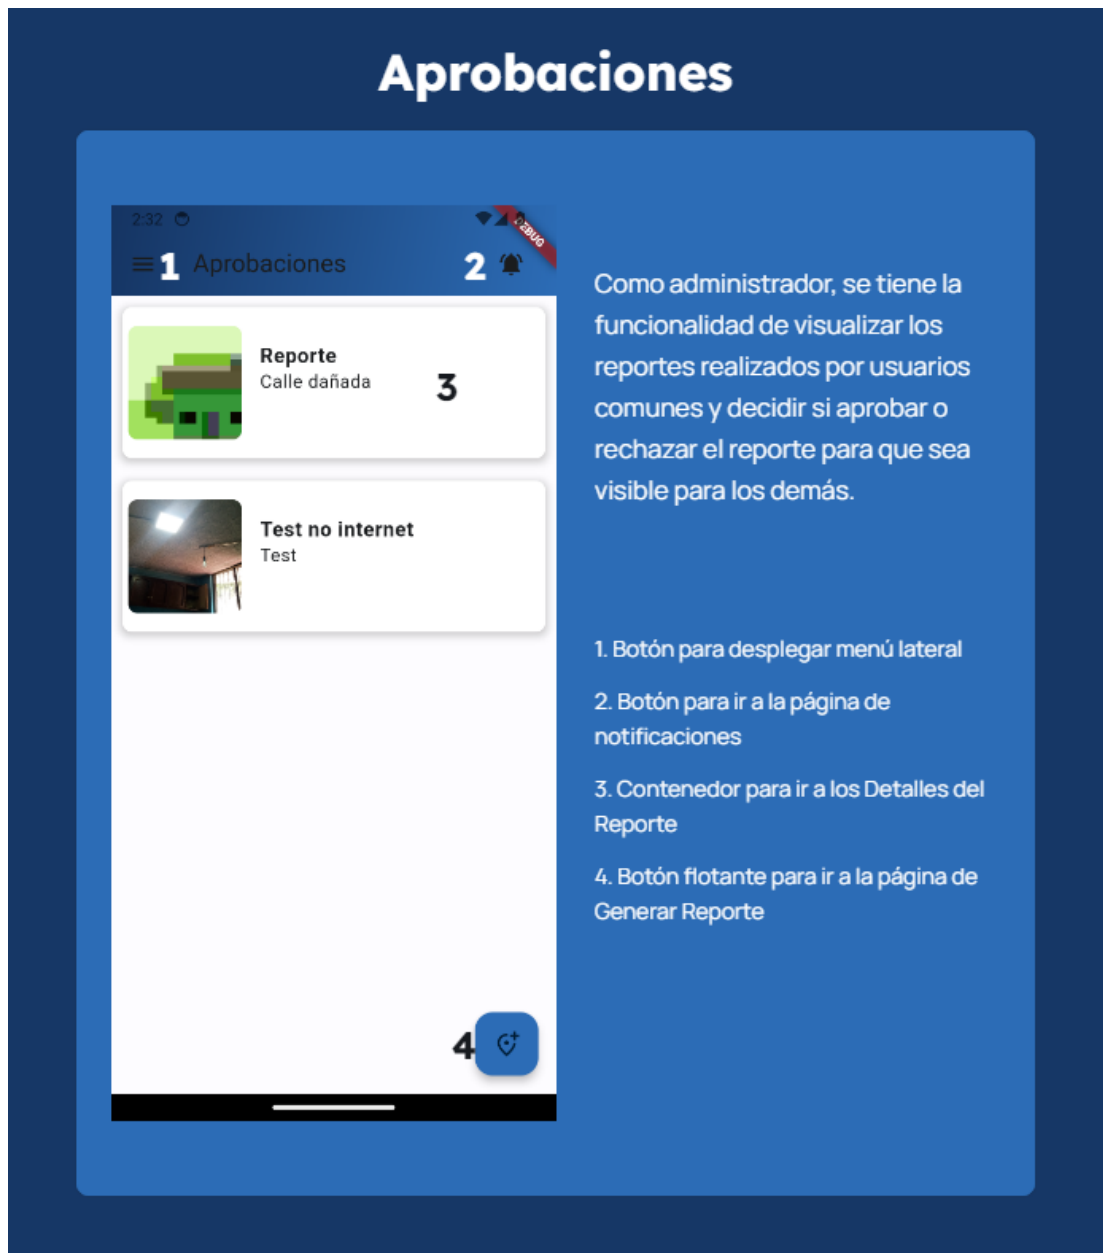 Aprobaciones
2:32
DEBUG
1 Aprobaciones 2
Reporte
Calle dañada
3
Test no internet
Test
4
Como administrador, se tiene la
funcionalidad de visualizar los
reportes realizados por usuarios
comunes y decidir si aprobar o
rechazar el reporte para que sea
visible para los demás.
1. Botón para desplegar menú lateral
2. Botón para ir a la página de
notificaciones
3. Contenedor para ir a los Detalles del
Reporte
4. Botón flotante para ir a la página de
Generar Reporte